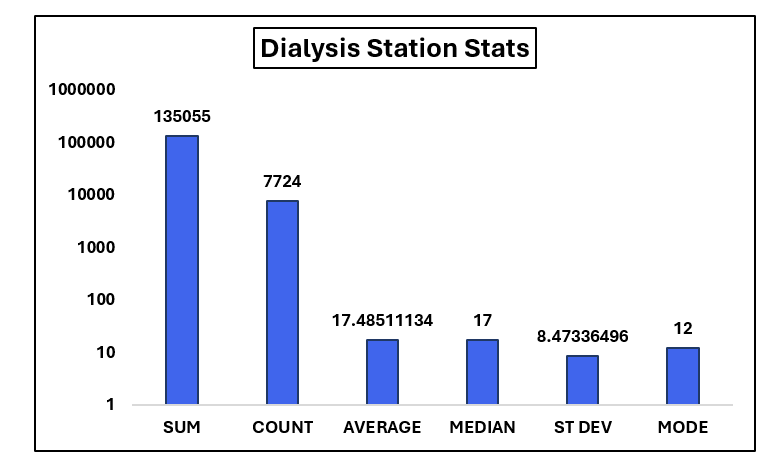 Dialysis Station Stats
1000000
100000
10000
1000
100
10
1
135055
7724
17.48511134
17
8.47336496
12
SUM
COUNT
AVERAGE
MEDIAN
ST DEV
MODE